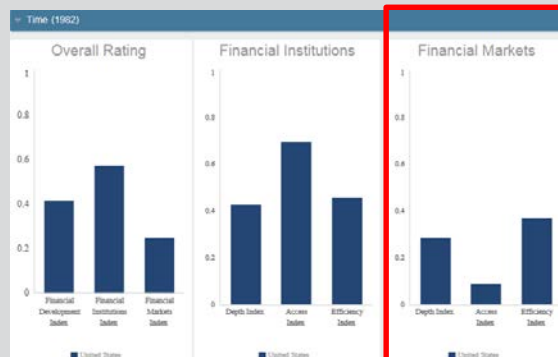 Time (1982)
Overall Rating
1
0.8
0.6
0.4
0.2
0
Financial Development Index
Financial Institutions Index
Financial Markets Index
United States
Financial Institutions
1
0.8
0.6
0.4
0.2
0
Depth Index
Access Index
Efficiency Index
United States
Financial Markets
1
0.8
0.6
0.4
0.2
0
Depth Index
Access Index
Efficiency Index
United States